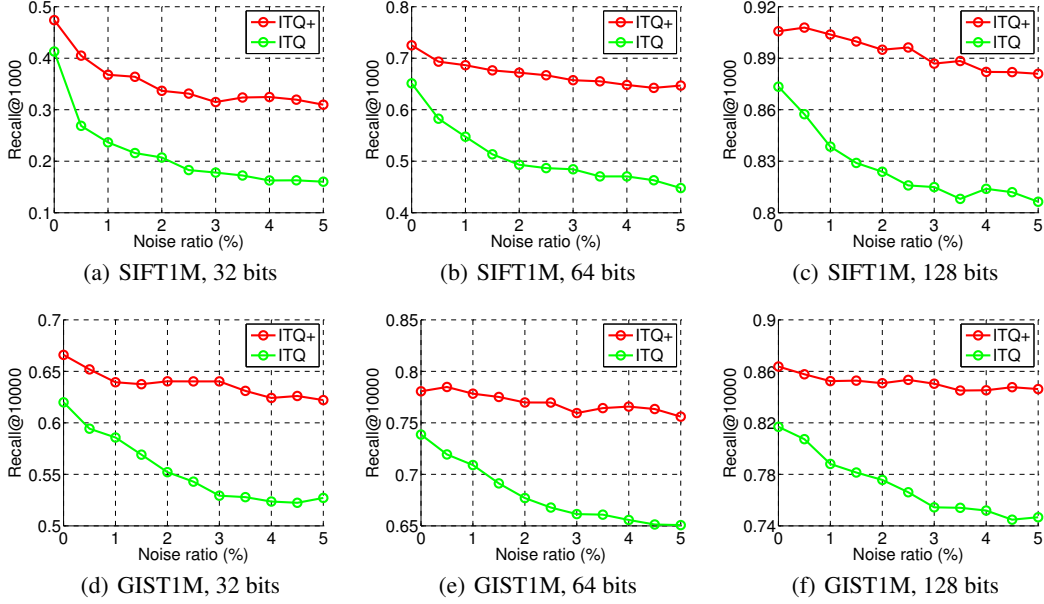 0.5
0.4
0.3
0.2
0.1
Recall@1000
0 1 2 3 4 5
Noise ratio (%)
ITQ+
ITQ
(a) SIFT1M, 32 bits
0.8
0.7
0.6
0.5
0.4
Recall@1000
0 1 2 3 4 5
Noise ratio (%)
ITQ+
ITQ
(b) SIFT1M, 64 bits
0.92
0.89
0.86
0.83
0.8
Recall@1000
0 1 2 3 4 5
Noise ratio (%)
ITQ+
ITQ
(c) SIFT1M, 128 bits
0.7
0.65
0.6
0.55
0.5
Recall@10000
0 1 2 3 4 5
Noise ratio (%)
ITQ+
ITQ
(d) GIST1M, 32 bits
0.85
0.8
0.75
0.7
0.65
Recall@10000
0 1 2 3 4 5
Noise ratio (%)
ITQ+
ITQ
(e) GIST1M, 64 bits
0.9
0.86
0.82
0.78
0.74
Recall@10000
0 1 2 3 4 5
Noise ratio (%)
ITQ+
ITQ
(f) GIST1M, 128 bits